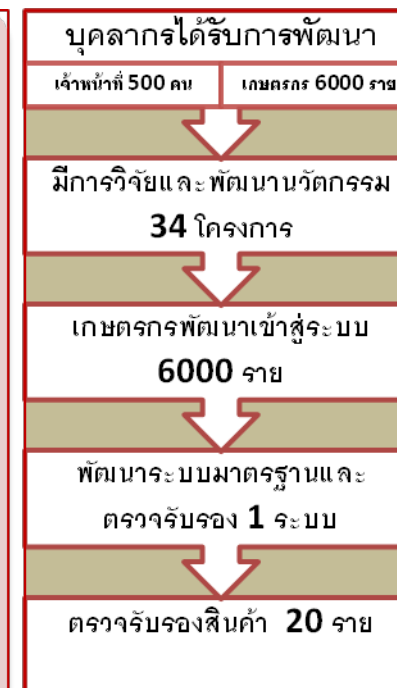 บุคลากรได้รับการพัฒนา
เจ้าหน้าที่ 500 คน
เกษตรกร 6000 ราย
มีการวิจัยและพัฒนานวัตกรรม
34 โครงการ
เกษตรกรพัฒนาเข้าสู่ระบบ
6000 ราย
พัฒนาระบบมาตรฐานและ
ตรวจรับรอง 1 ระบบ
ตรวจรับรองสินค้า 20 ราย